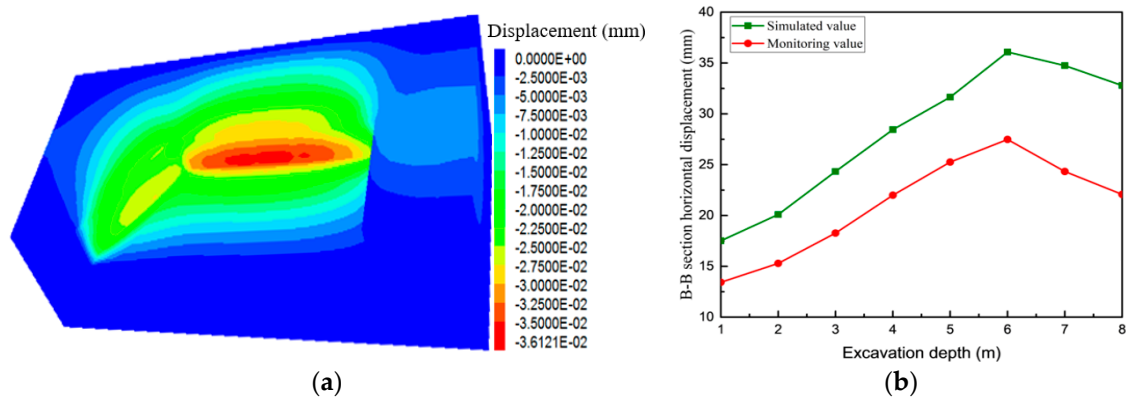 Displacement (mm)
0.0000E+00
-2.5000E-03
-5.0000E-03
-7.5000E-03
-1.0000E-02
-1.2500E-02
-1.5000E-02
-1.7500E-02
-2.0000E-02
-2.2500E-02
-2.5000E-02
-2.7500E-02
-3.0000E-02
-3.2500E-02
-3.5000E-02
-3.6121E-02
(a)
Simulated value
Monitoring value
B-B section horizontal displacement (mm)
40
35
30
25
20
15
10
1 2 3 4 5 6 7 8
Excavation depth (m)
(b)